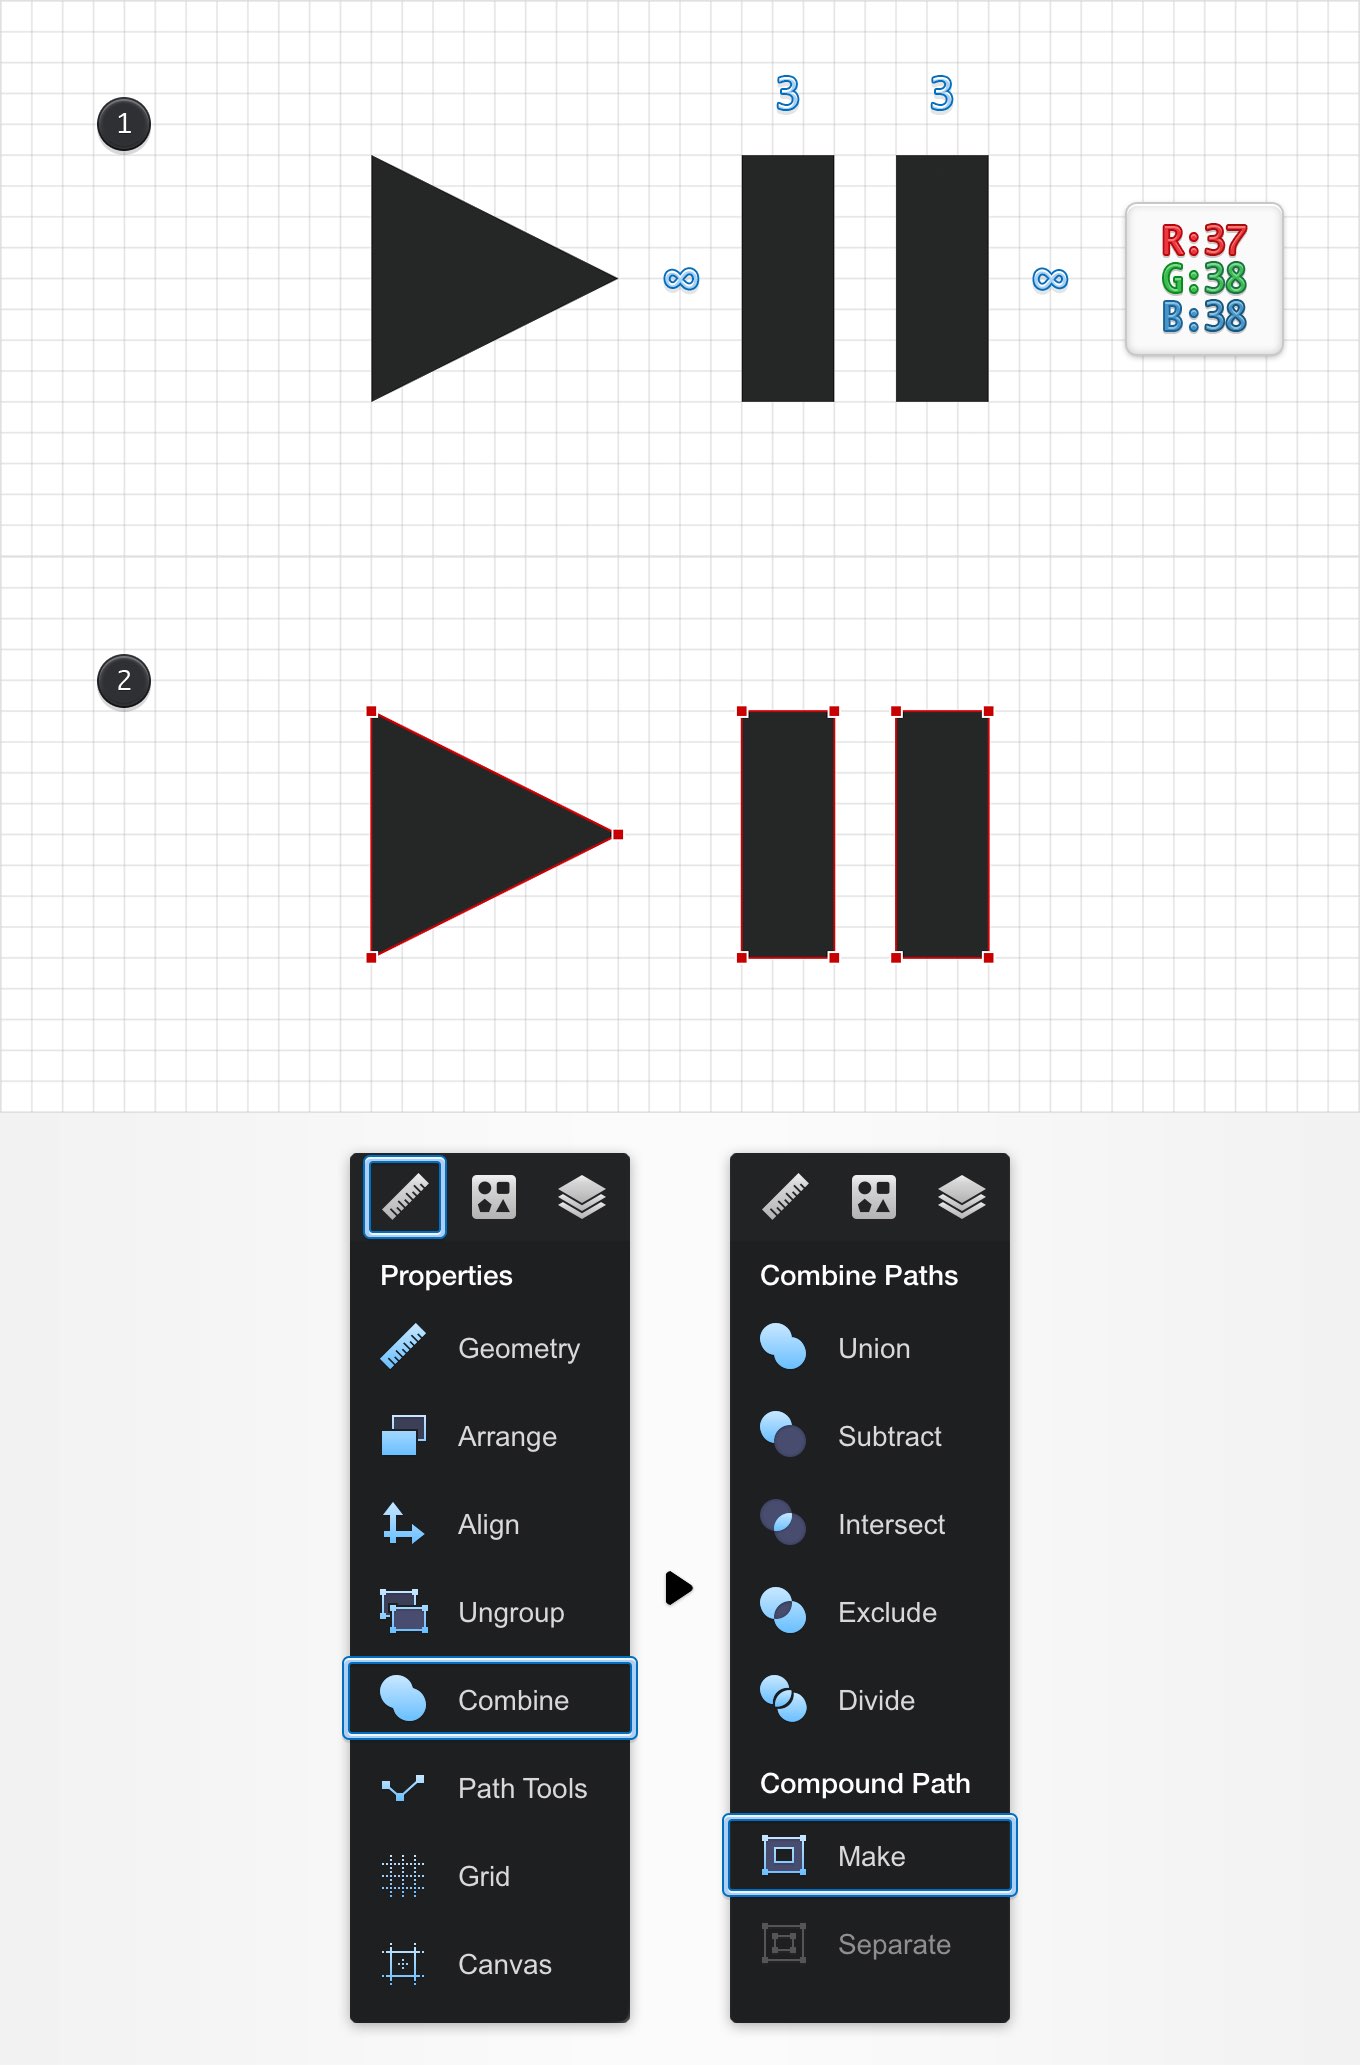 1
3 3
∞ ∞
R:37
G:38
B:38
2
Properties
Geometry
Arrange
Align
Ungroup
Combine
Path Tools
Grid
Canvas
Combine Paths
Union
Subtract
Intersect
Exclude
Divide
Compound Path
Make
Separate